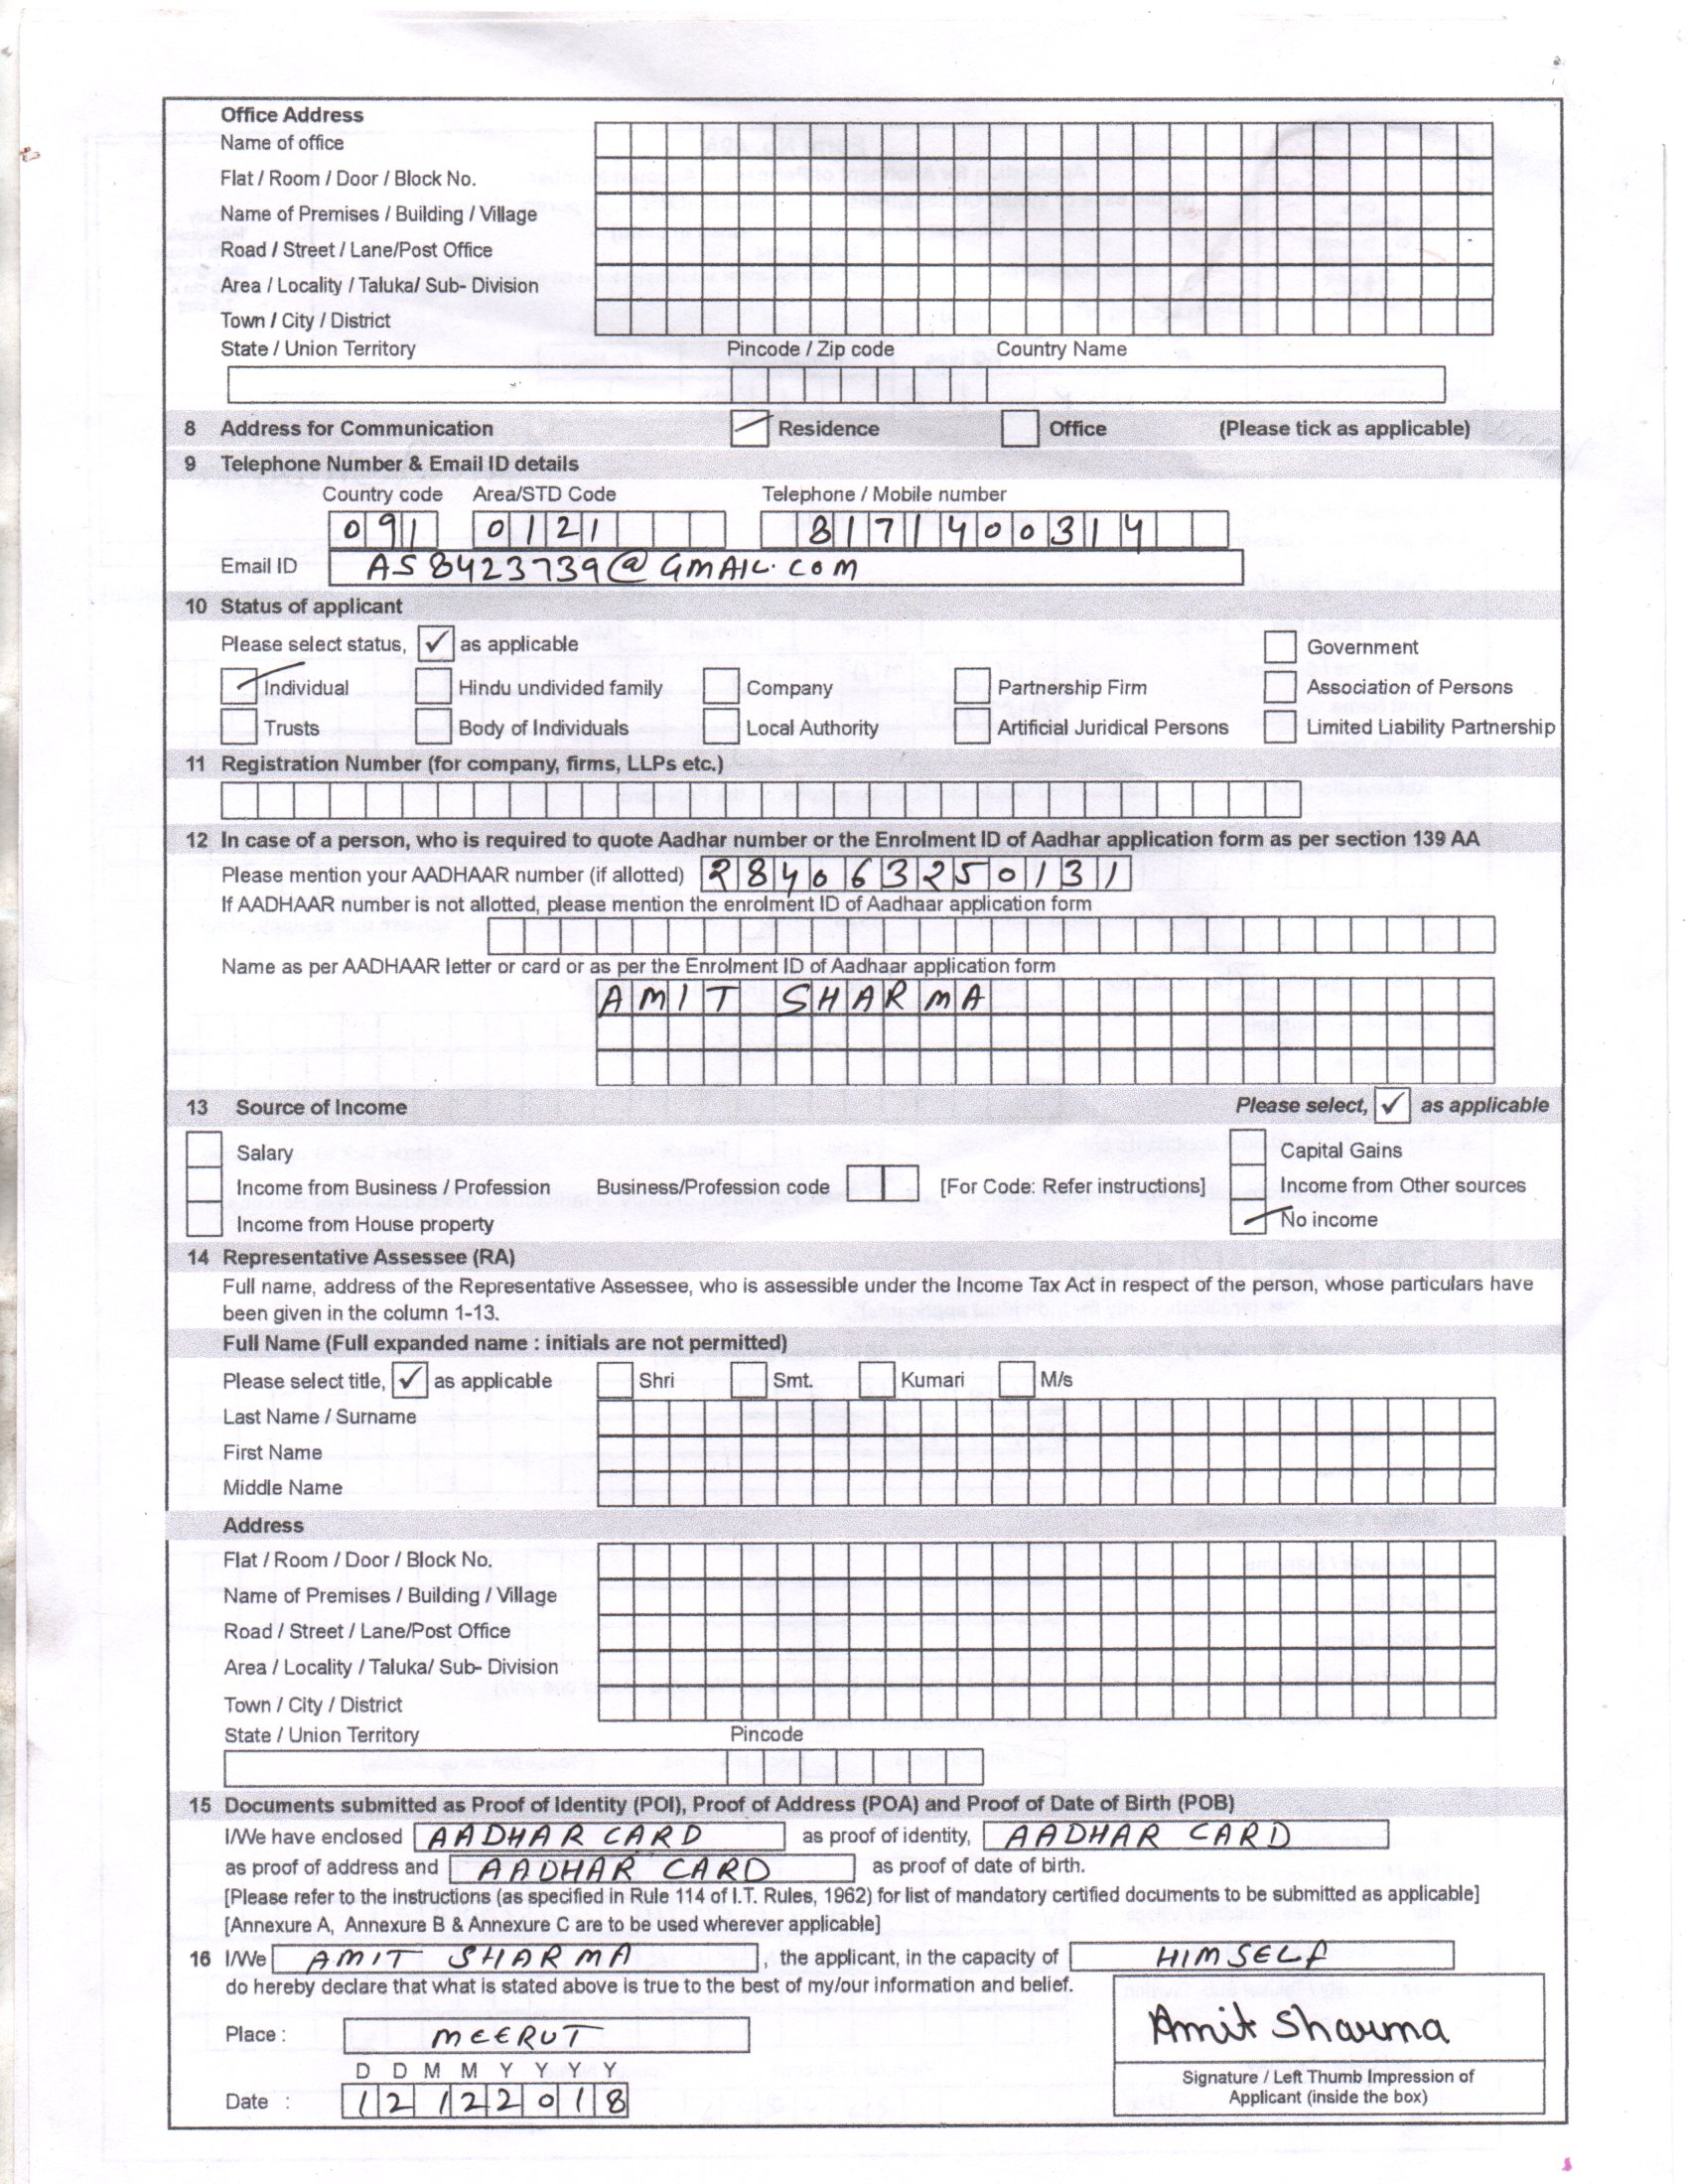 Office Address
Name of office
Flat / Room / Door / Block No.
Name of Premises / Building / Village
Road / Street / Lane/Post Office
Area / Locality / Taluka/ Sub- Division
Town / City / District
State / Union Territory Pincode / Zip code Country Name
8 Address for Communication Residence Office (Please tick as applicable)
9 Telephone Number & Email ID details
Country code Area/STD Code Telephone / Mobile number
091 0121 8171400314
Email ID AS8423739@GMAIL.COM
10 Status of applicant
Please select status, ✓ as applicable Government
Individual Hindu undivided family Company Partnership Firm Association of Persons
Trusts Body of Individuals Local Authority Artificial Juridical Persons Limited Liability Partnership
11 Registration Number (for company, firms, LLPs etc.)
12 In case of a person, who is required to quote Aadhar number or the Enrolment ID of Aadhar application form as per section 139 AA
Please mention your AADHAAR number (if allotted) 284063250131
If AADHAAR number is not allotted, please mention the enrolment ID of Aadhaar application form
Name as per AADHAAR letter or card or as per the Enrolment ID of Aadhaar application form
AMIT SHARMA
13 Source of Income Please select, ✓ as applicable
Salary Capital Gains
Income from Business / Profession Business/Profession code [For Code: Refer instructions] Income from Other sources
Income from House property No income
14 Representative Assessee (RA)
Full name, address of the Representative Assessee, who is assessible under the Income Tax Act in respect of the person, whose particulars have
been given in the column 1-13.
Full Name (Full expanded name : initials are not permitted)
Please select title, ✓ as applicable Shri Smt. Kumari M/s
Last Name / Surname
First Name
Middle Name
Address
Flat / Room / Door / Block No.
Name of Premises / Building / Village
Road / Street / Lane/Post Office
Area / Locality / Taluka/ Sub- Division
Town / City / District
State / Union Territory Pincode
15 Documents submitted as Proof of Identity (POI), Proof of Address (POA) and Proof of Date of Birth (POB)
I/We have enclosed AADHAR CARD as proof of identity, AADHAR CARD
as proof of address and AADHAR CARD as proof of date of birth.
[Please refer to the instructions (as specified in Rule 114 of I.T. Rules, 1962) for list of mandatory certified documents to be submitted as applicable]
[Annexure A, Annexure B & Annexure C are to be used wherever applicable]
16 I/We AMIT SHARMA , the applicant, in the capacity of HIMSELF
do hereby declare that what is stated above is true to the best of my/our information and belief.
Amit Sharma
Place : MEERUT
D D M M Y Y Y Y
Date : 12122018
Signature / Left Thumb Impression of
Applicant (inside the box)